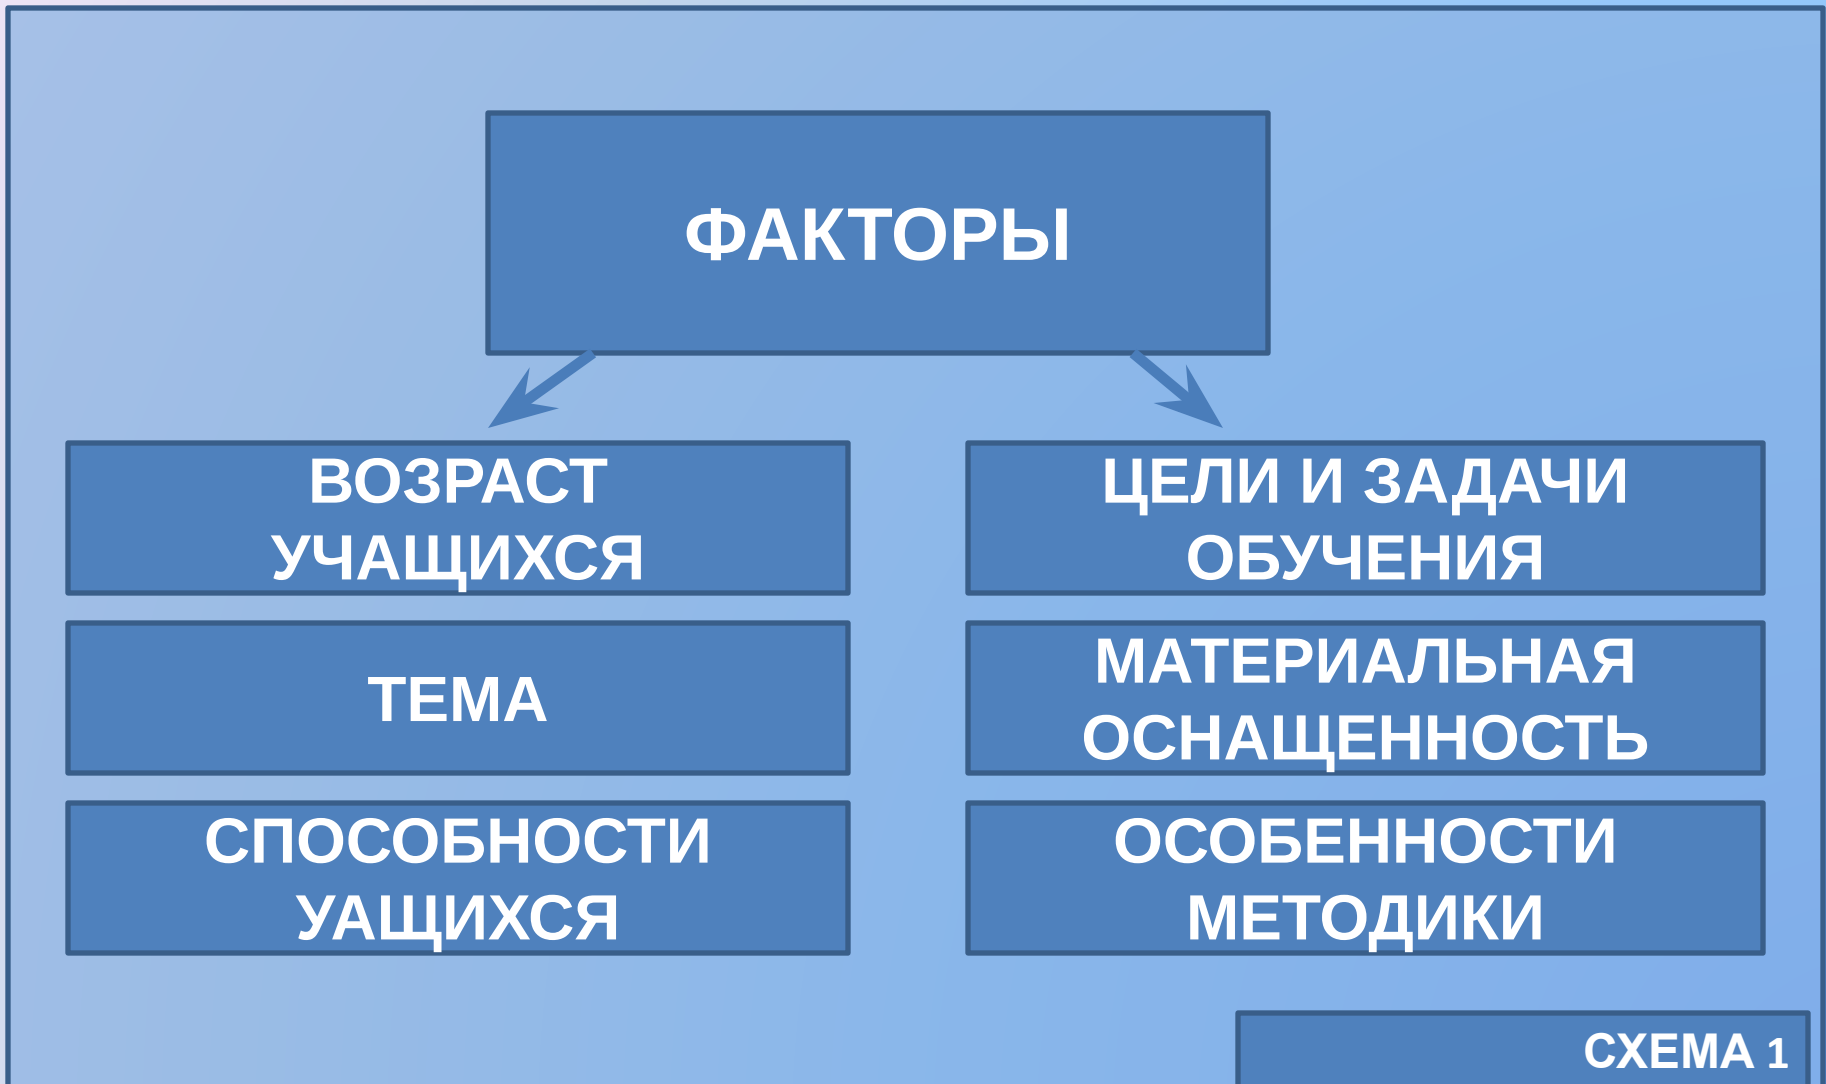 ФАКТОРЫ
ВОЗРАСТ
УЧАЩИХСЯ
ТЕМА
СПОСОБНОСТИ
УАЩИХСЯ
ЦЕЛИ И ЗАДАЧИ
ОБУЧЕНИЯ
МАТЕРИАЛЬНАЯ
ОСНАЩЕННОСТЬ
ОСОБЕННОСТИ
МЕТОДИКИ
СХЕМА 1